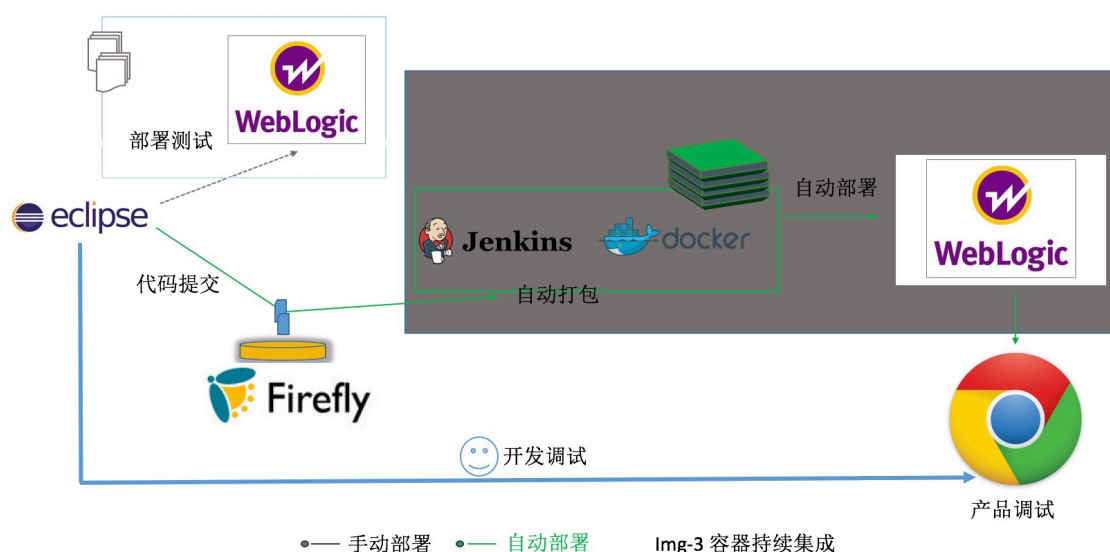 WebLogic
部署测试
eclipse
代码提交
Firefly
Jenkins
docker
自动打包
自动部署
WebLogic
开发调试
产品调试
手动部署
自动部署
Img-3 容器持续集成